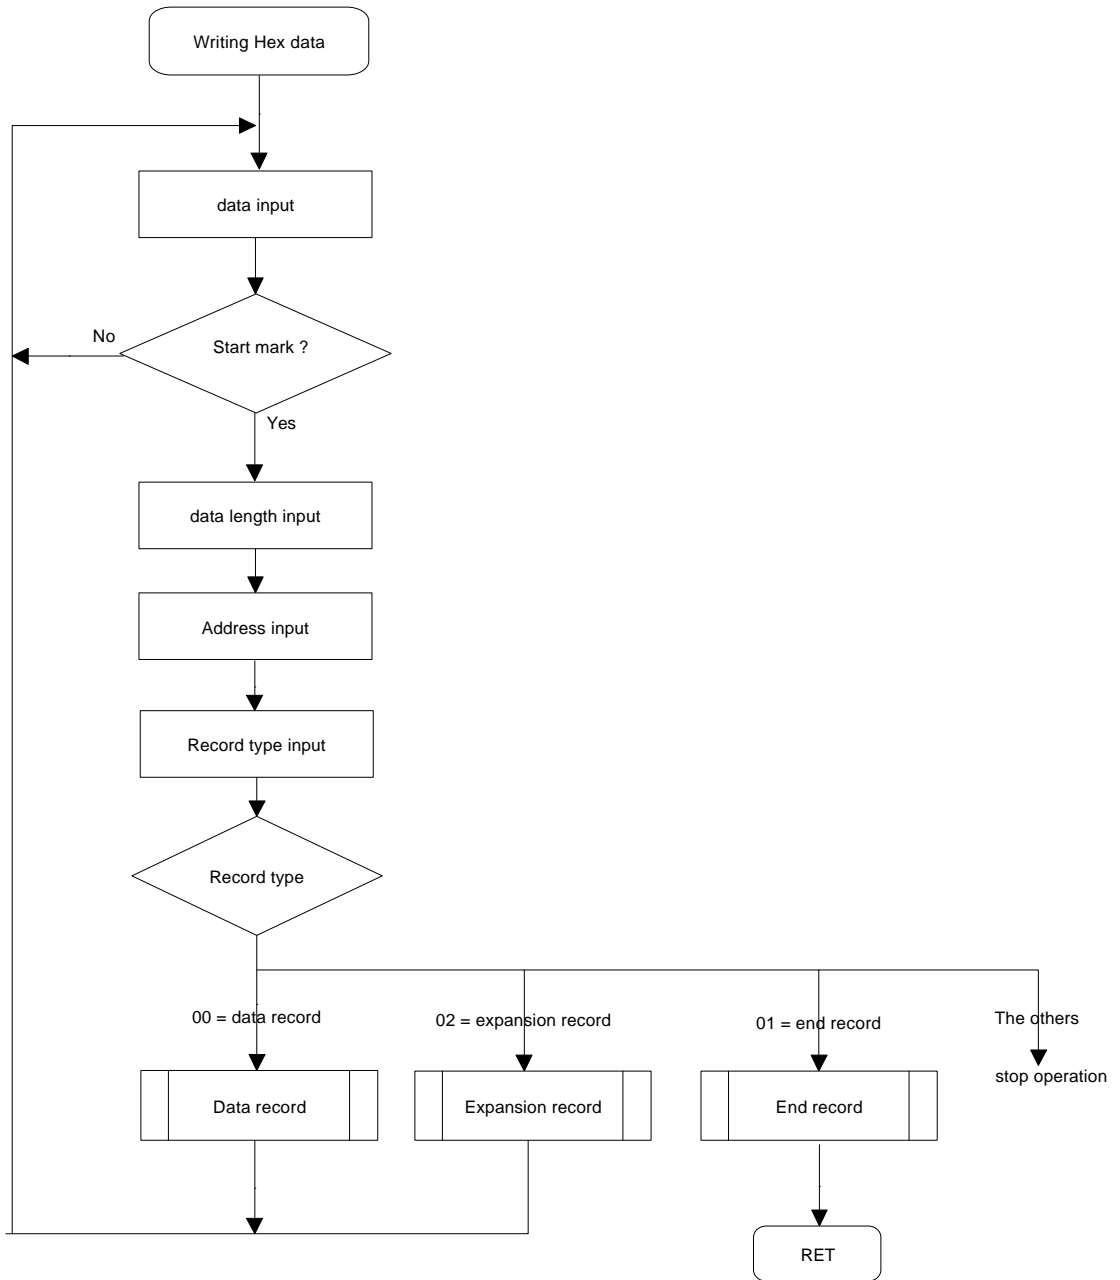 Writing Hex data
data input
Start mark ?
No
Yes
data length input
Address input
Record type input
Record type
00 = data record
02 = expansion record
01 = end record
The others
stop operation
Data record
Expansion record
End record
RET